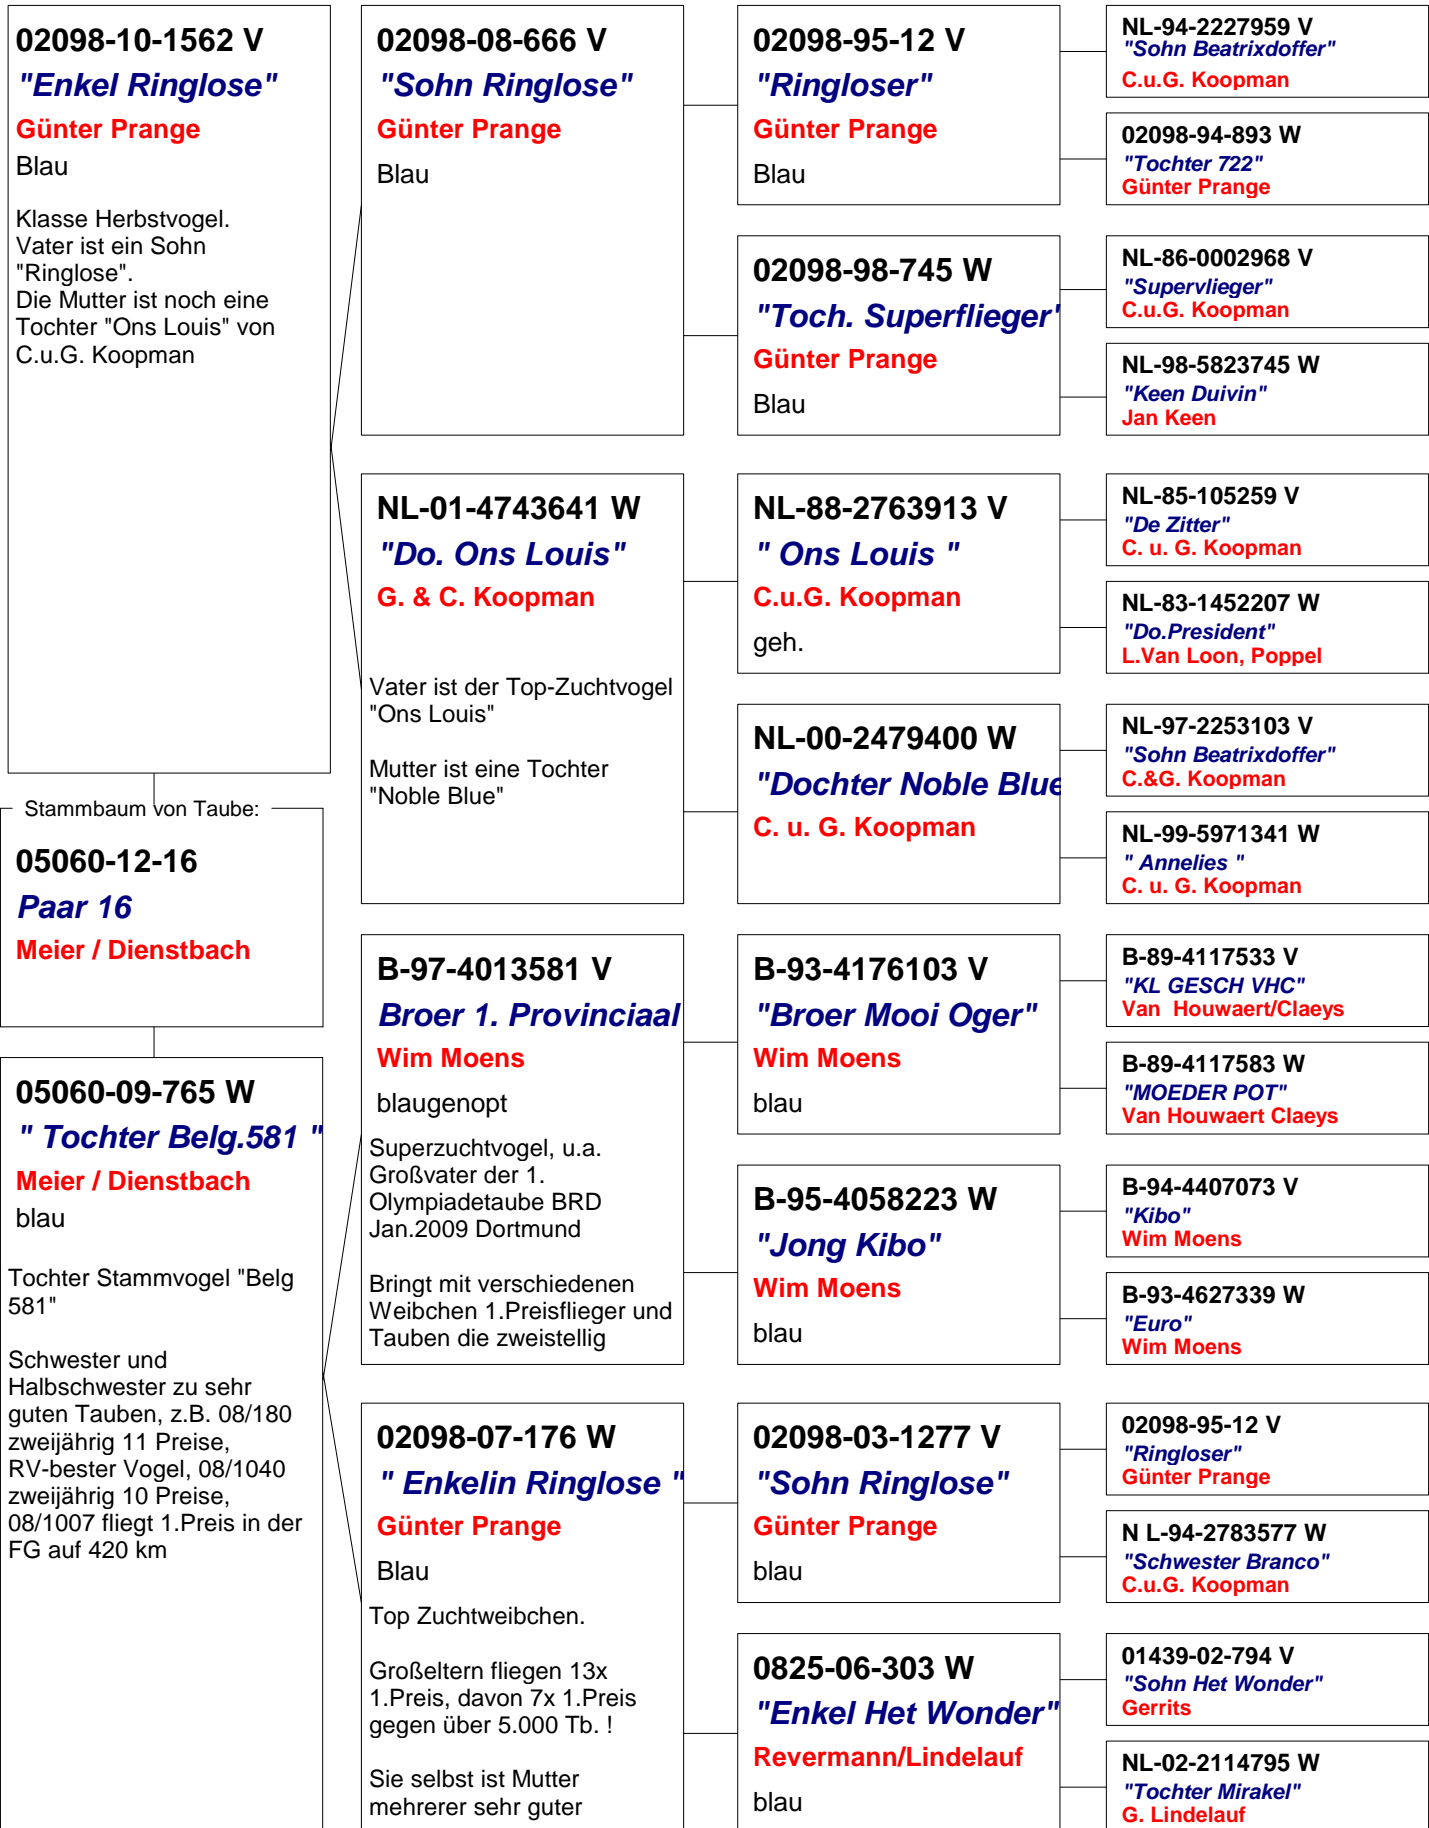 02098-10-1562 V
"Enkel Ringlose"
Günter Prange
Blau
Klasse Herbstvogel.
Vater ist ein Sohn
"Ringlose".
Die Mutter ist noch eine
Tochter "Ons Louis" von
C.u.G. Koopman
Stammbaum von Taube:
05060-12-16
Paar 16
Meier / Dienstbach
05060-09-765 W
" Tochter Belg.581 "
Meier / Dienstbach
blau
Tochter Stammvogel "Belg
581"
Schwester und
Halbschwester zu sehr
guten Tauben, z.B. 08/180
zweijährig 11 Preise,
RV-bester Vogel, 08/1040
zweijährig 10 Preise,
08/1007 fliegt 1.Preis in der
FG auf 420 km
02098-08-666 V
"Sohn Ringlose"
Günter Prange
Blau
NL-01-4743641 W
"Do. Ons Louis"
G. & C. Koopman
Vater ist der Top-Zuchtvogel
"Ons Louis"
Mutter ist eine Tochter
"Noble Blue"
B-97-4013581 V
Broer 1. Provinciaal
Wim Moens
blaugenopt
Superzuchtvogel, u.a.
Großvater der 1.
Olympiadetaube BRD
Jan.2009 Dortmund
Bringt mit verschiedenen
Weibchen 1.Preisflieger und
Tauben die zweistellig
02098-07-176 W
" Enkelin Ringlose "
Günter Prange
Blau
Top Zuchtweibchen.
Großeltern fliegen 13x
1.Preis, davon 7x 1.Preis
gegen über 5.000 Tb. !
Sie selbst ist Mutter
mehrerer sehr guter
02098-95-12 V
"Ringloser"
Günter Prange
Blau
02098-98-745 W
"Toch. Superflieger"
Günter Prange
Blau
NL-88-2763913 V
" Ons Louis "
C.u.G. Koopman
geh.
NL-00-2479400 W
"Dochter Noble Blue
C. u. G. Koopman
B-93-4176103 V
"Broer Mooi Oger"
Wim Moens
blau
B-95-4058223 W
"Jong Kibo"
Wim Moens
blau
02098-03-1277 V
"Sohn Ringlose"
Günter Prange
blau
0825-06-303 W
"Enkel Het Wonder"
Revermann/Lindelauf
blau
NL-94-2227959 V
"Sohn Beatrixdoffer"
C.u.G. Koopman
02098-94-893 W
"Tochter 722"
Günter Prange
NL-86-0002968 V
"Supervlieger"
C.u.G. Koopman
NL-98-5823745 W
"Keen Duivin"
Jan Keen
NL-85-105259 V
"De Zitter"
C. u. G. Koopman
NL-83-1452207 W
"Do.President"
L.Van Loon, Poppel
NL-97-2253103 V
"Sohn Beatrixdoffer"
C.&G. Koopman
NL-99-5971341 W
" Annelies "
C. u. G. Koopman
B-89-4117533 V
"KL GESCH VHC"
Van  Houwaert/Claeys
B-89-4117583 W
"MOEDER POT"
Van Houwaert Claeys
B-94-4407073 V
"Kibo"
Wim Moens
B-93-4627339 W
"Euro"
Wim Moens
02098-95-12 V
"Ringloser"
Günter Prange
N L-94-2783577 W
"Schwester Branco"
C.u.G. Koopman
01439-02-794 V
"Sohn Het Wonder"
Gerrits
NL-02-2114795 W
"Tochter Mirakel"
G. Lindelauf